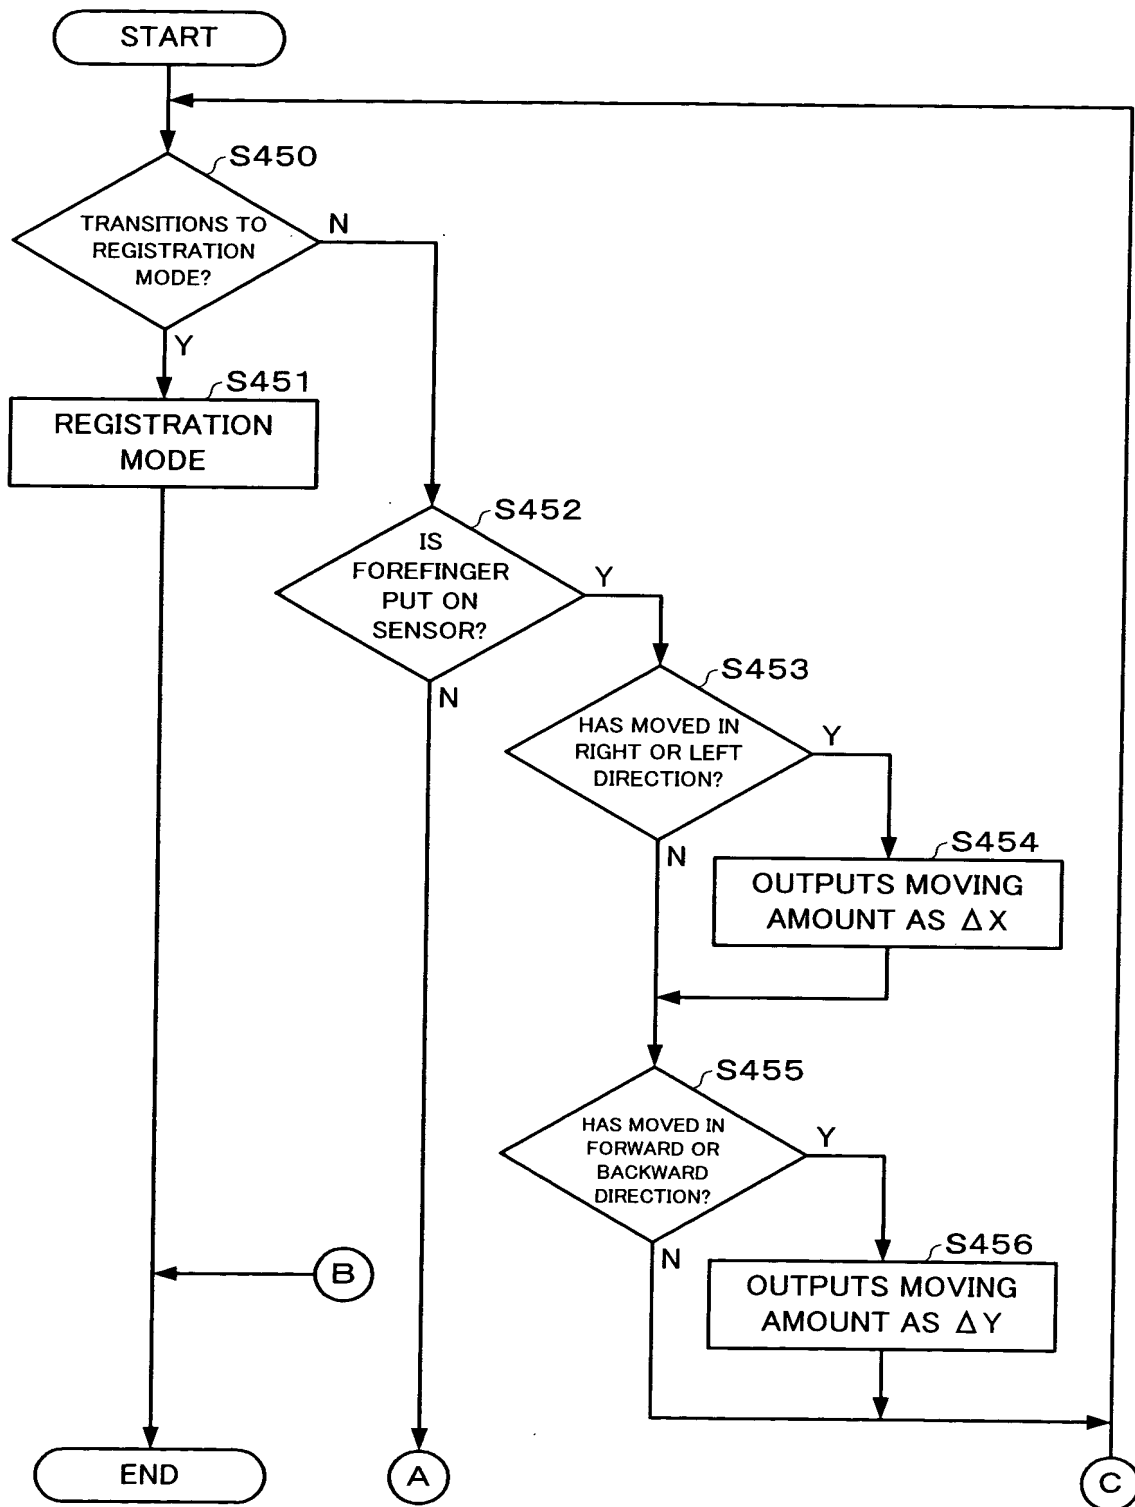 START
S450
TRANSITIONS TO
REGISTRATION
MODE?
N
Y
S451
REGISTRATION
MODE
S452
IS
FOREFINGER
PUT ON
SENSOR?
Y
N
S453
HAS MOVED IN
RIGHT OR LEFT
DIRECTION?
Y
N
S454
OUTPUTS MOVING
AMOUNT AS ΔX
S455
HAS MOVED IN
FORWARD OR
BACKWARD
DIRECTION?
Y
N
S456
OUTPUTS MOVING
AMOUNT AS ΔY
B
END
A
C